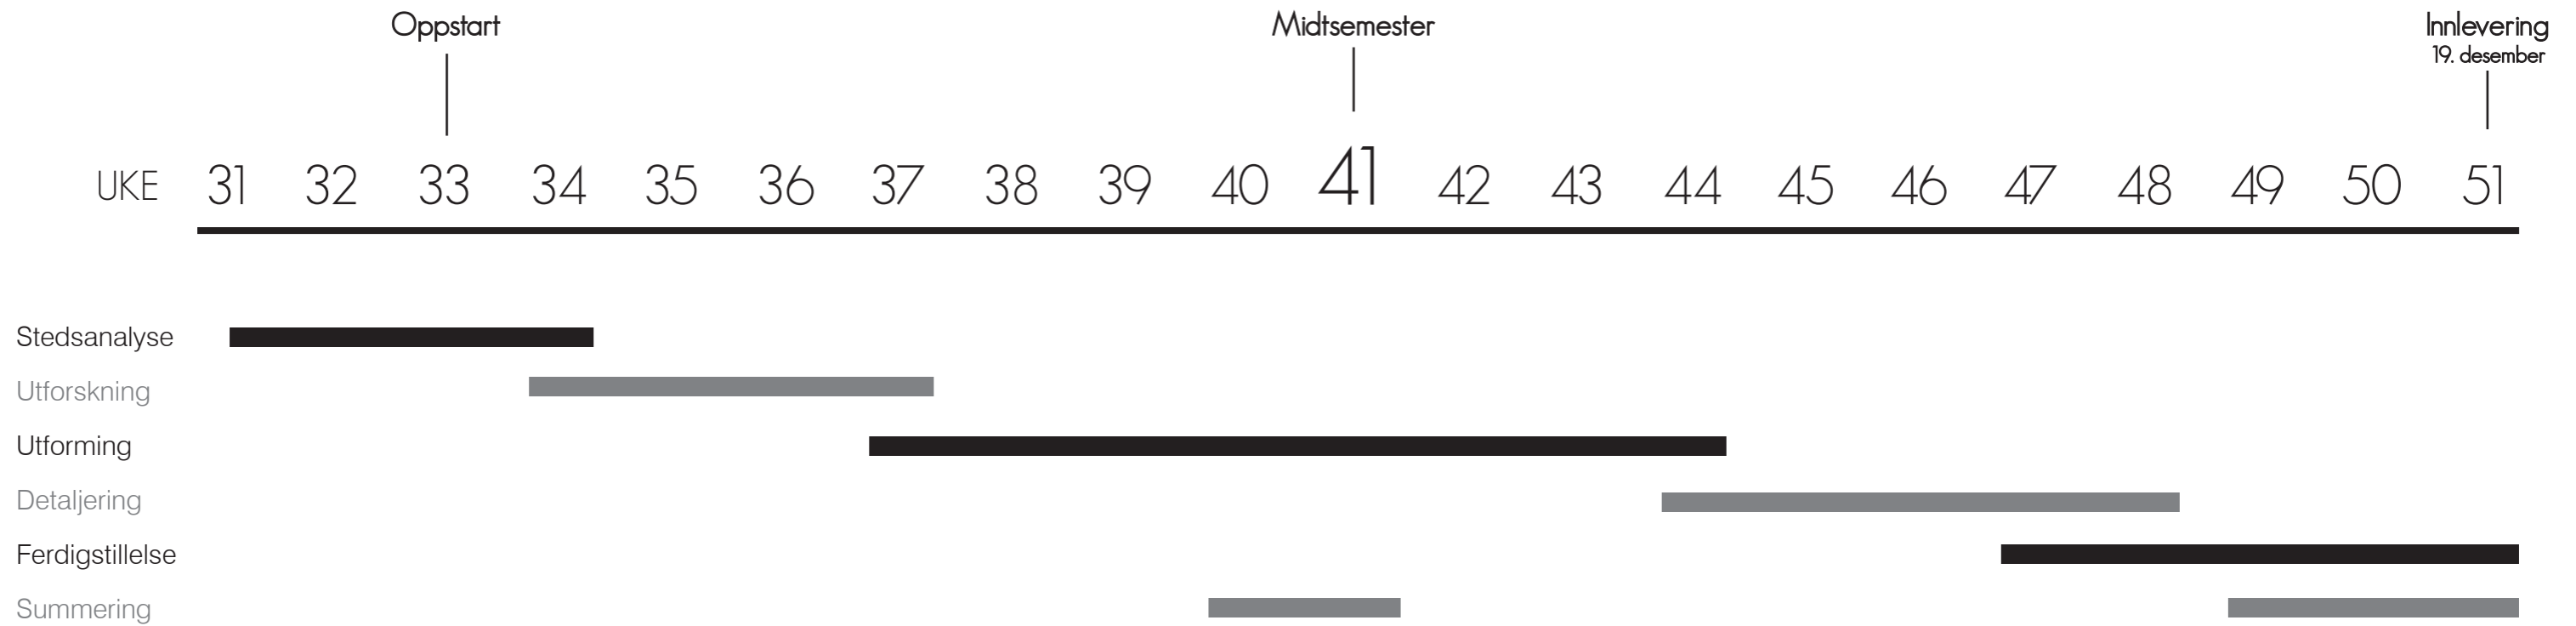 Oppstart
Midtsemester
Innlevering
19. desember
UKE 31 32 33 34 35 36 37 38 39 40 41 42 43 44 45 46 47 48 49 50 51
Stedsanalyse
Utforskning
Utforming
Detaljering
Ferdigstillelse
Summering